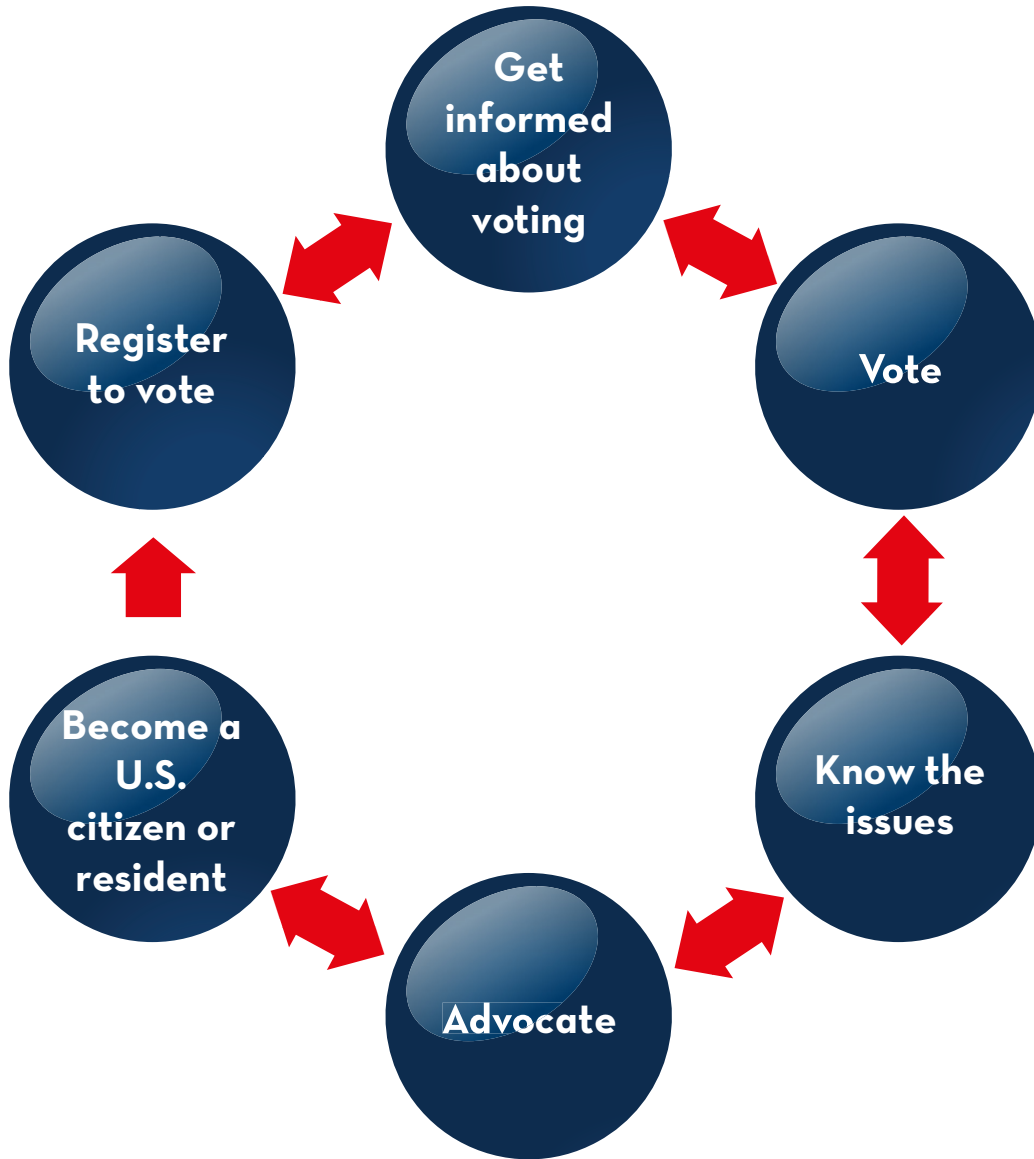 Get
informed
about
voting
Register
to vote
Vote
Become a
U.S.
citizen or
resident
Know the
issues
Advocate